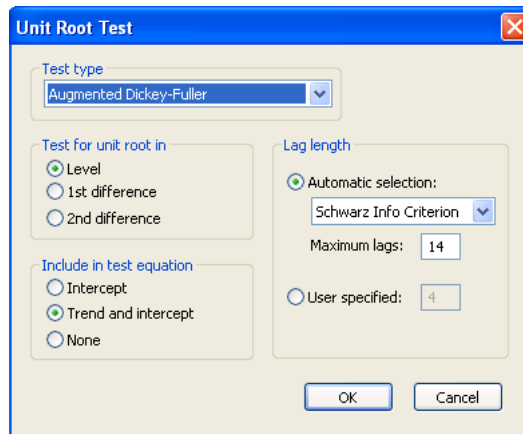 Unit Root Test
Test type
Augmented Dickey-Fuller
Test for unit root in
Level
1st difference
2nd difference
Include in test equation
Intercept
Trend and intercept
None
Lag length
Automatic selection:
Schwarz Info Criterion
Maximum lags: 14
User specified: 4
OK Cancel